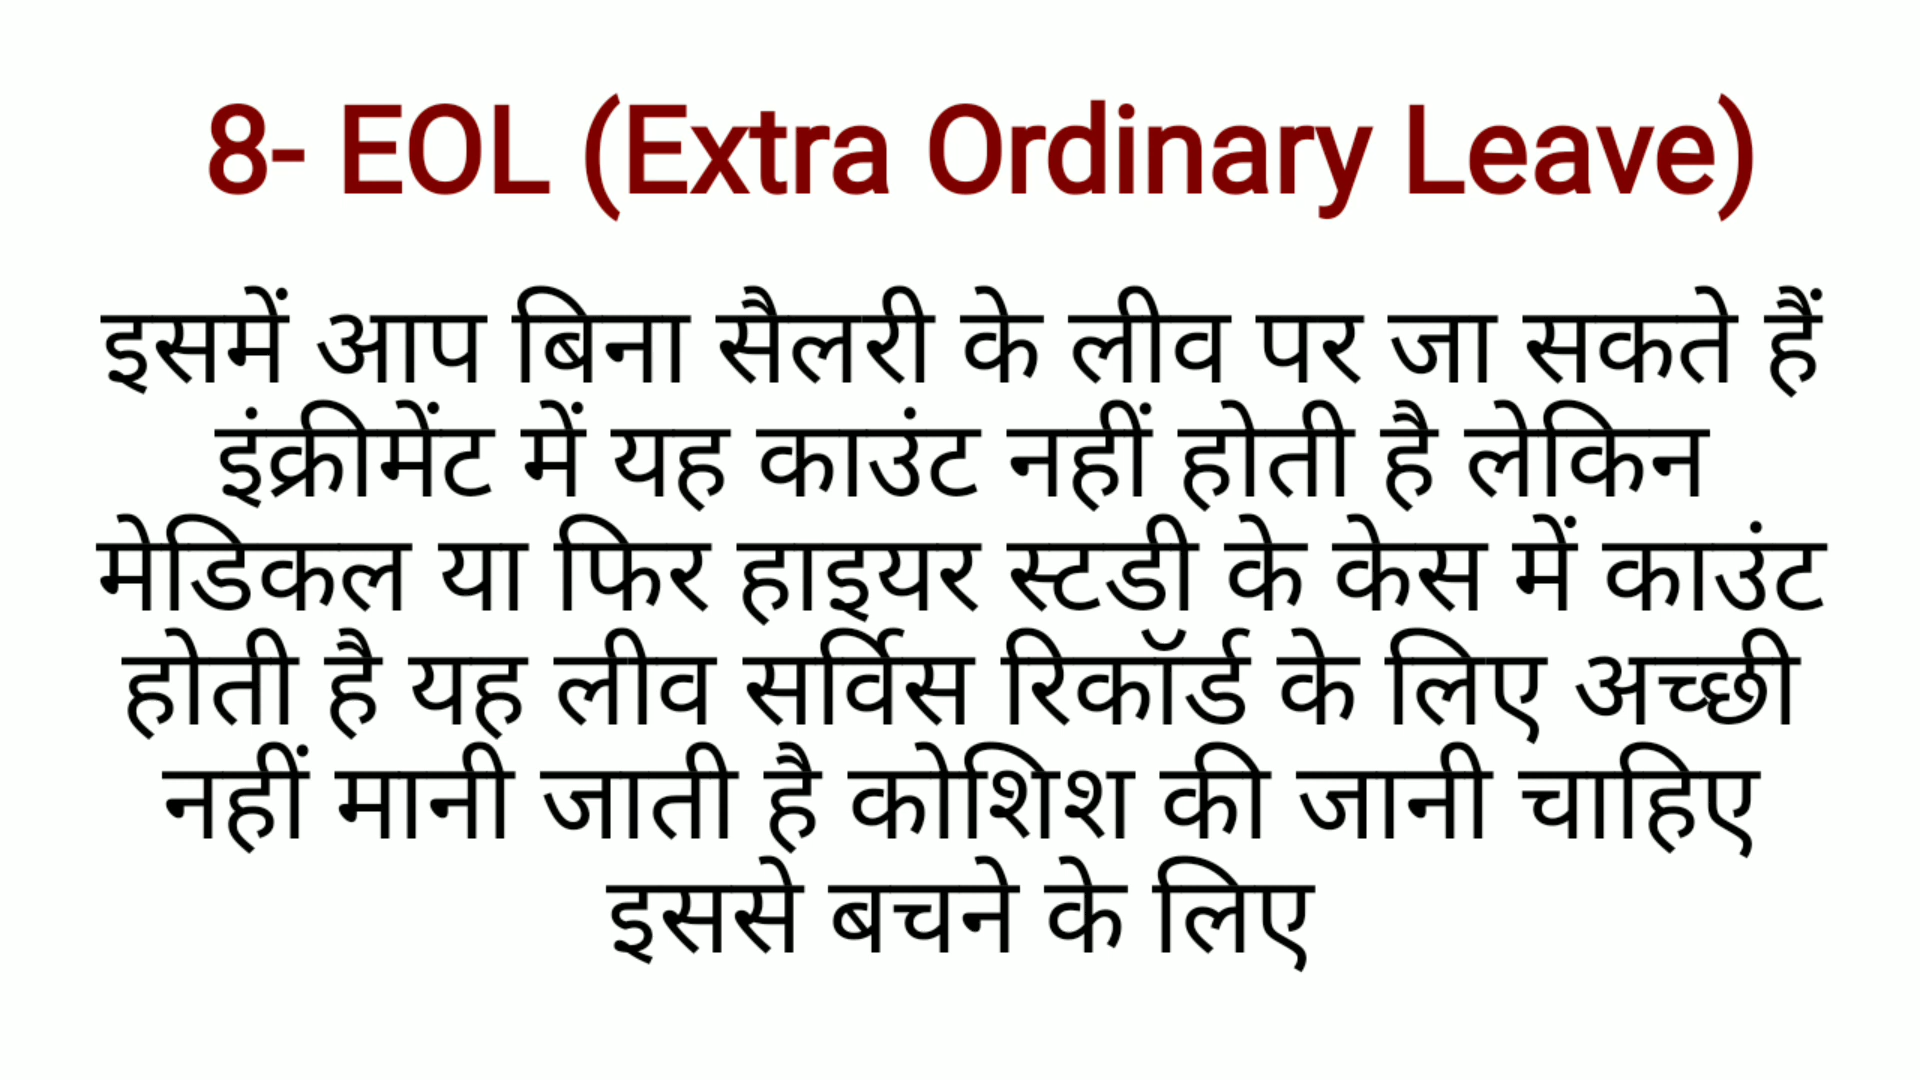 8- EOL (Extra Ordinary Leave)
इसमें आप बिना सैलरी के लीव पर जा सकते हैं
इंक्रीमेंट में यह काउंट नहीं होती है लेकिन
मेडिकल या फिर हाइयर स्टडी के केस में काउंट
होती है यह लीव सर्विस रिकॉर्ड के लिए अच्छी
नहीं मानी जाती है कोशिश की जानी चाहिए
इससे बचने के लिए